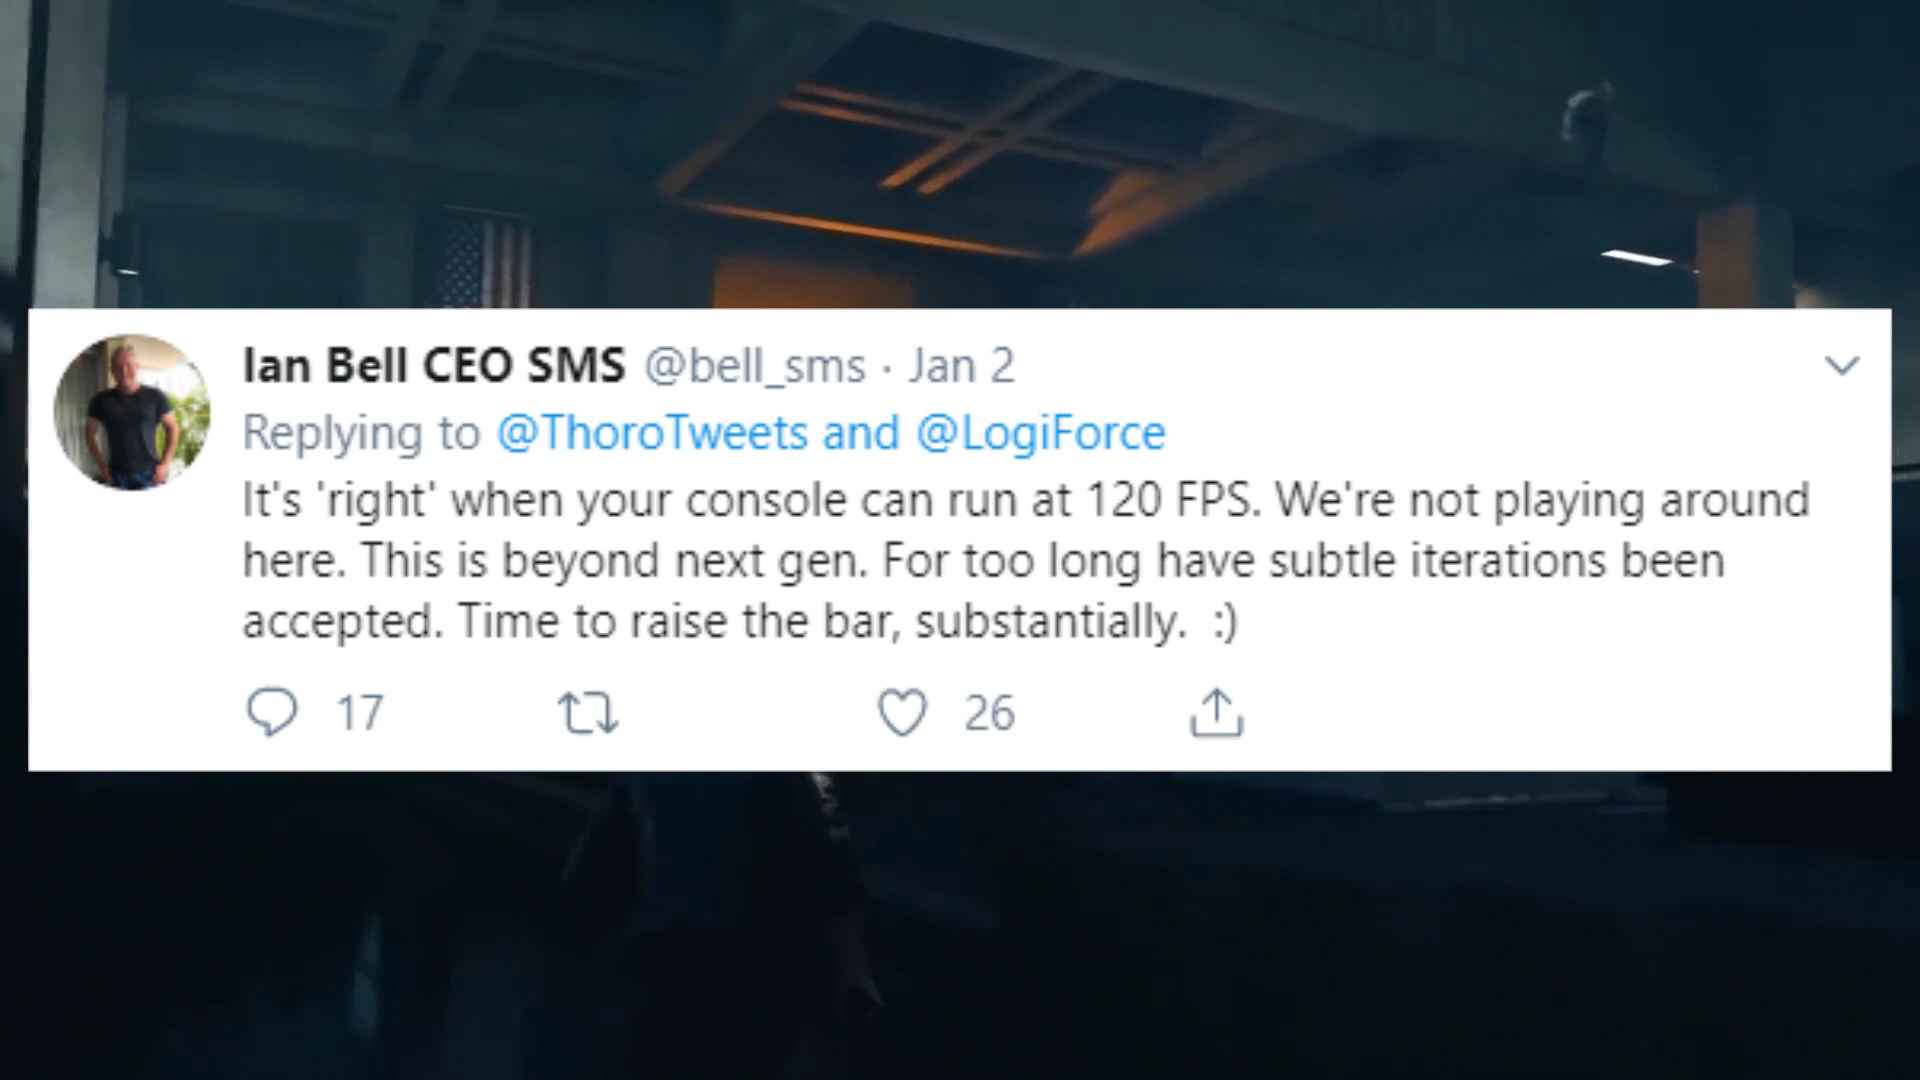 Ian Bell CEO SMS @bell_sms · Jan 2
Replying to @ThoroTweets and @LogiForce
It's 'right' when your console can run at 120 FPS. We're not playing around
here. This is beyond next gen. For too long have subtle iterations been
accepted. Time to raise the bar, substantially.  :)
17 26